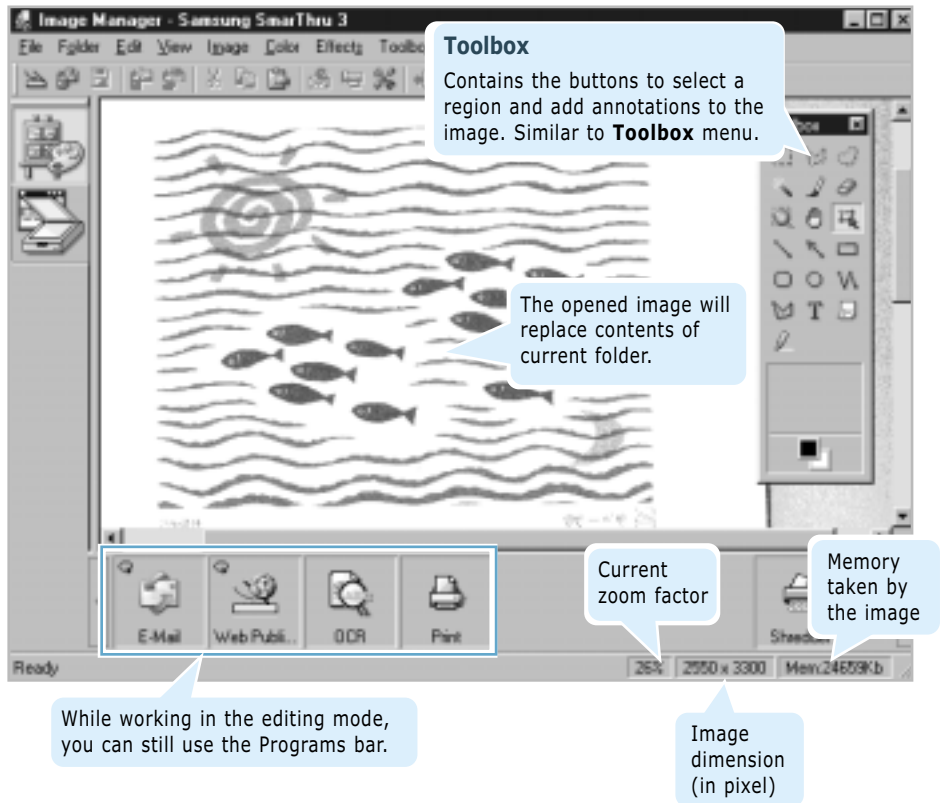 Image Manager - Samsung SmarThru 3
File Folder Edit View Image Color Effects
Toolbox
Contains the buttons to select a
region and add annotations to the
image. Similar to Toolbox menu.
The opened image will
replace contents of
current folder.
E-Mail Web Publi... OCR Print
Current
zoom factor
Memory
taken by
the image
Ready 26% 2550 x 3300 Mem:24659Kb
While working in the editing mode,
you can still use the Programs bar.
Image
dimension
(in pixel)